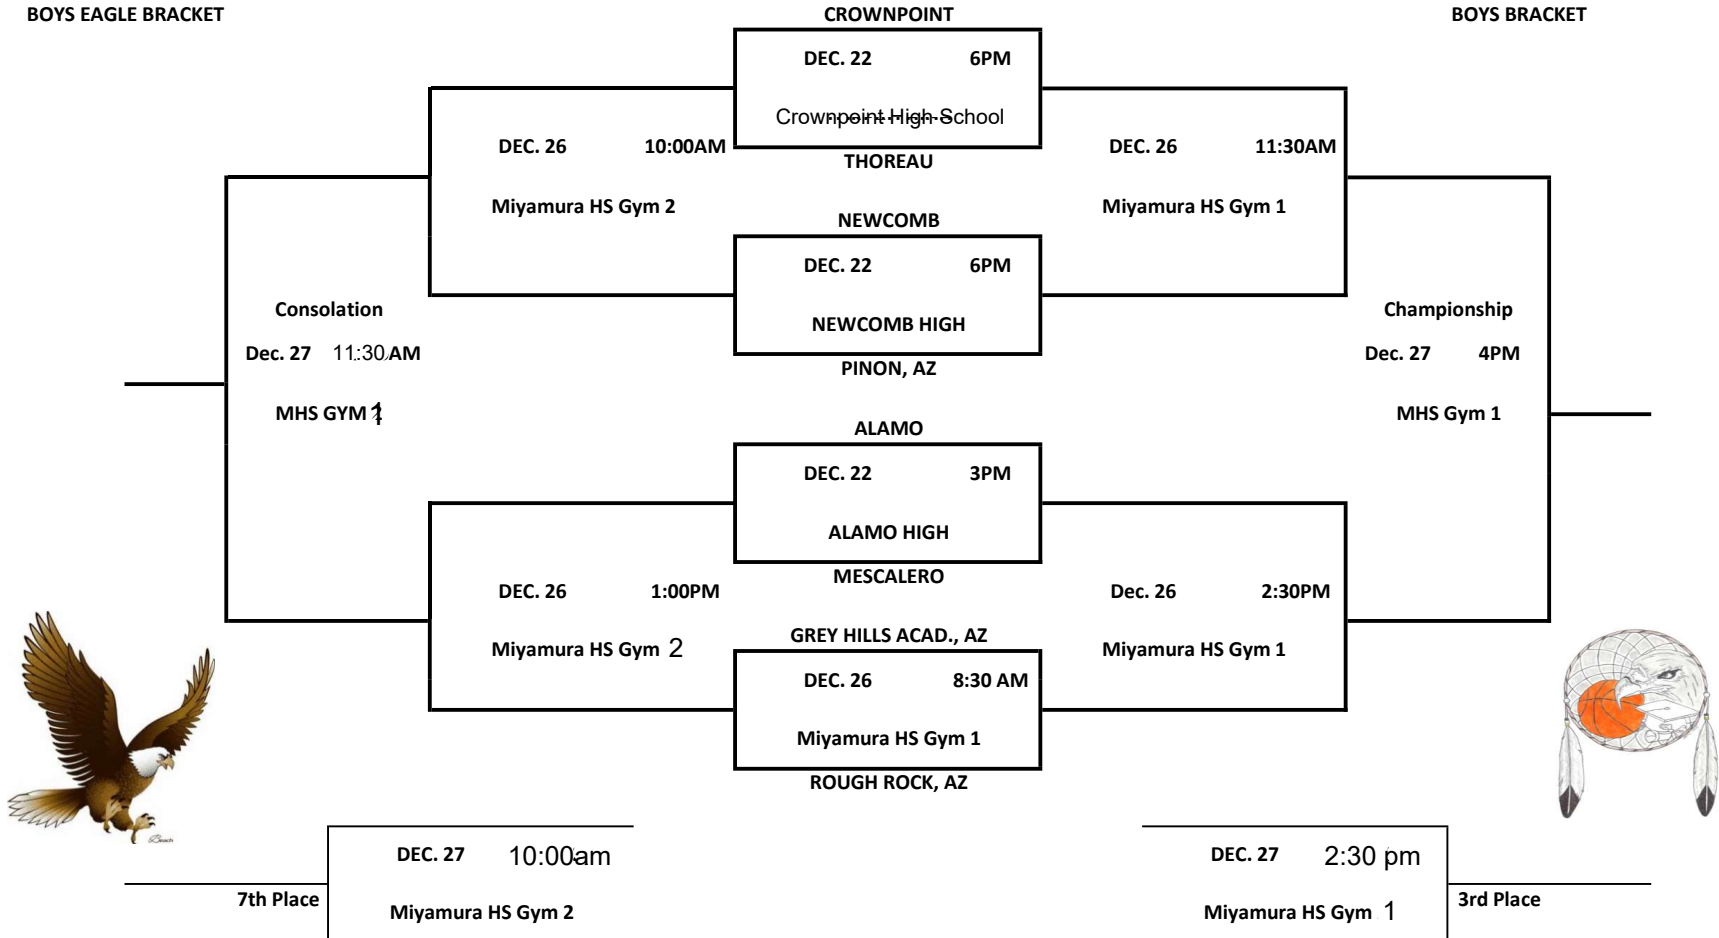 BOYS EAGLE BRACKET
CROWNPOINT
BOYS BRACKET
DEC. 22 6PM
Crownpoint High School
THOREAU
DEC. 26 10:00AM
Miyamura HS Gym 2
DEC. 26 11:30AM
Miyamura HS Gym 1
NEWCOMB
DEC. 22 6PM
NEWCOMB HIGH
PINON, AZ
Consolation
Dec. 27 11:30 AM
MHS GYM 1
Championship
Dec. 27 4PM
MHS Gym 1
ALAMO
DEC. 22 3PM
ALAMO HIGH
MESCALERO
DEC. 26 1:00PM
Miyamura HS Gym 2
Dec. 26 2:30PM
Miyamura HS Gym 1
GREY HILLS ACAD., AZ
DEC. 26 8:30 AM
Miyamura HS Gym 1
ROUGH ROCK, AZ
DEC. 27 10:00am
7th Place
Miyamura HS Gym 2
DEC. 27 2:30 pm
3rd Place
Miyamura HS Gym 1